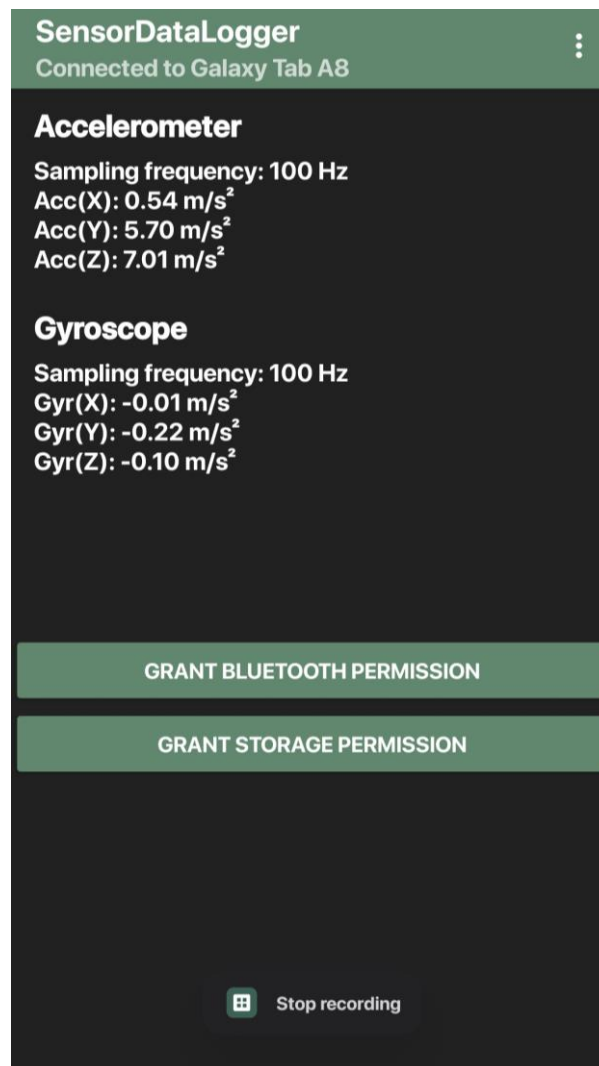 SensorDataLogger
Connected to Galaxy Tab A8
Accelerometer
Sampling frequency: 100 Hz
Acc(X): 0.54 m/s²
Acc(Y): 5.70 m/s²
Acc(Z): 7.01 m/s²
Gyroscope
Sampling frequency: 100 Hz
Gyr(X): -0.01 m/s²
Gyr(Y): -0.22 m/s²
Gyr(Z): -0.10 m/s²
GRANT BLUETOOTH PERMISSION
GRANT STORAGE PERMISSION
Stop recording